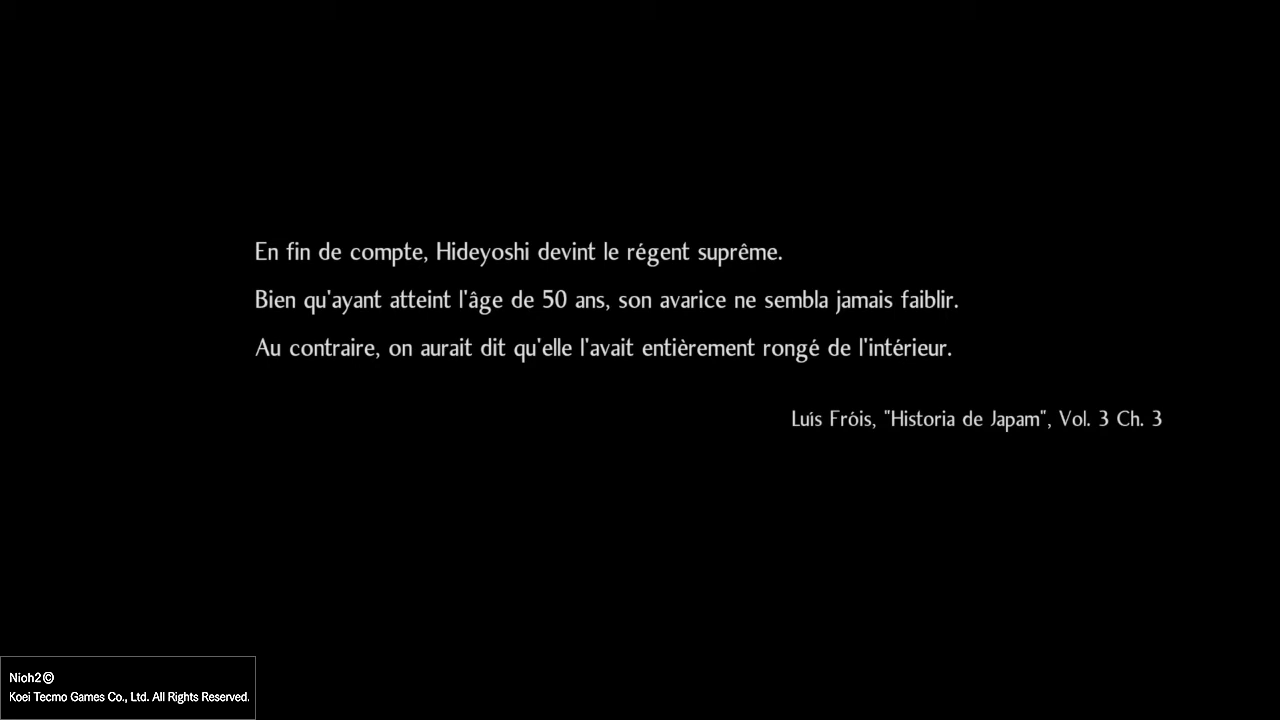 En fin de compte, Hideyoshi devint le régent suprême.
Bien qu'ayant atteint l'âge de 50 ans, son avarice ne sembla jamais faiblir.
Au contraire, on aurait dit qu'elle l'avait entièrement rongé de l'intérieur.
Luís Fróis, "Historia de Japam", Vol. 3 Ch. 3
Nioh2©
Koei Tecmo Games Co., Ltd. All Rights Reserved.